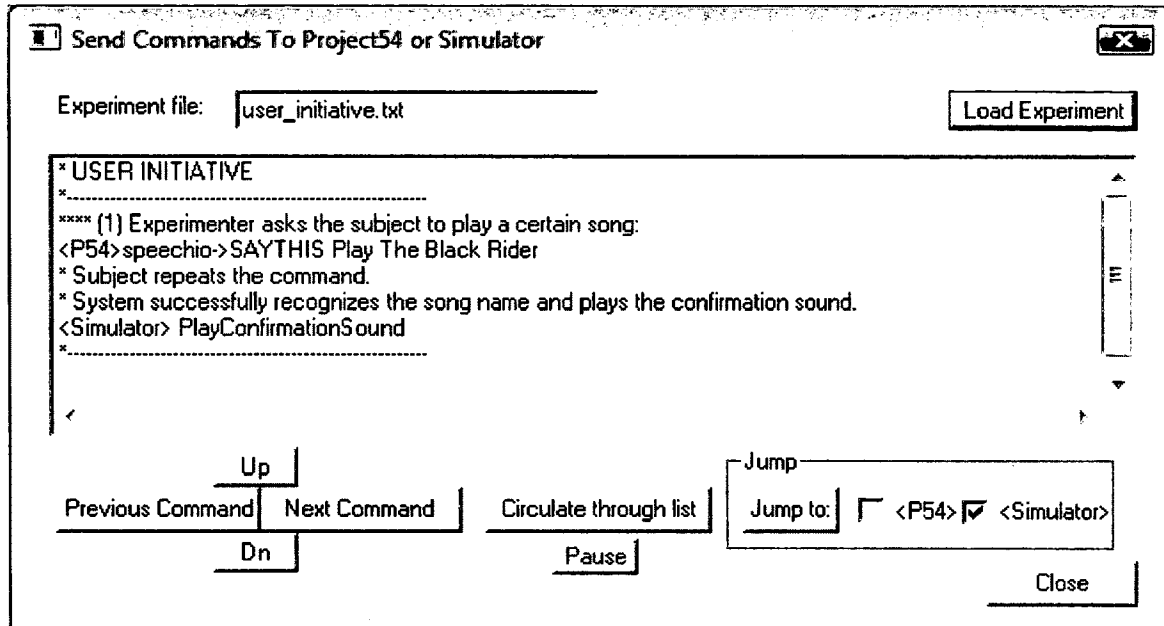 Send Commands To Project54 or Simulator
Experiment file: user_initiative.txt Load Experiment
* USER INITIATIVE
*------------------------------------------------
**** (1) Experimenter asks the subject to play a certain song:
<P54>speechio->SAYTHIS Play The Black Rider
* Subject repeats the command.
* System successfully recognizes the song name and plays the confirmation sound.
<Simulator> PlayConfirmationSound
*------------------------------------------------
Up
Previous Command Next Command
Dn
Circulate through list
Pause
Jump
Jump to: <P54> <Simulator>
Close